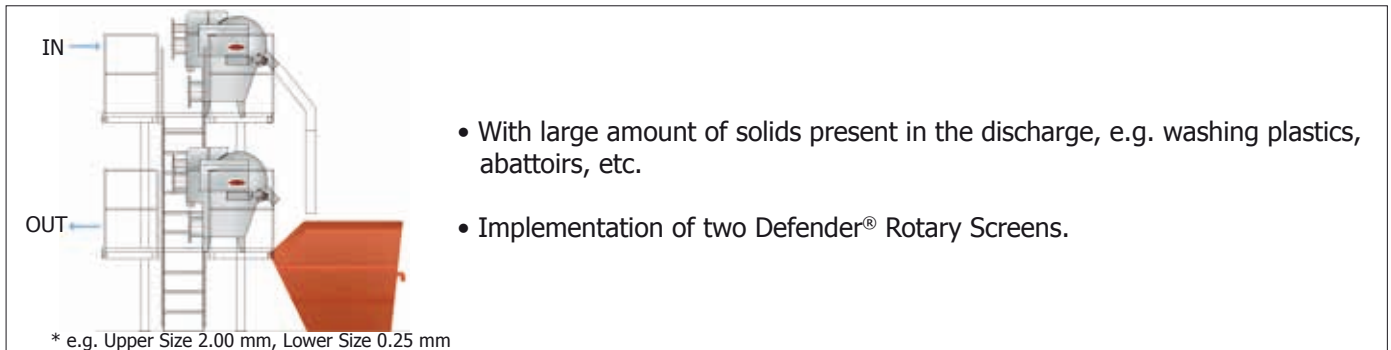 IN
OUT
* e.g. Upper Size 2.00 mm, Lower Size 0.25 mm
• With large amount of solids present in the discharge, e.g. washing plastics,
abattoirs, etc.
• Implementation of two Defender® Rotary Screens.